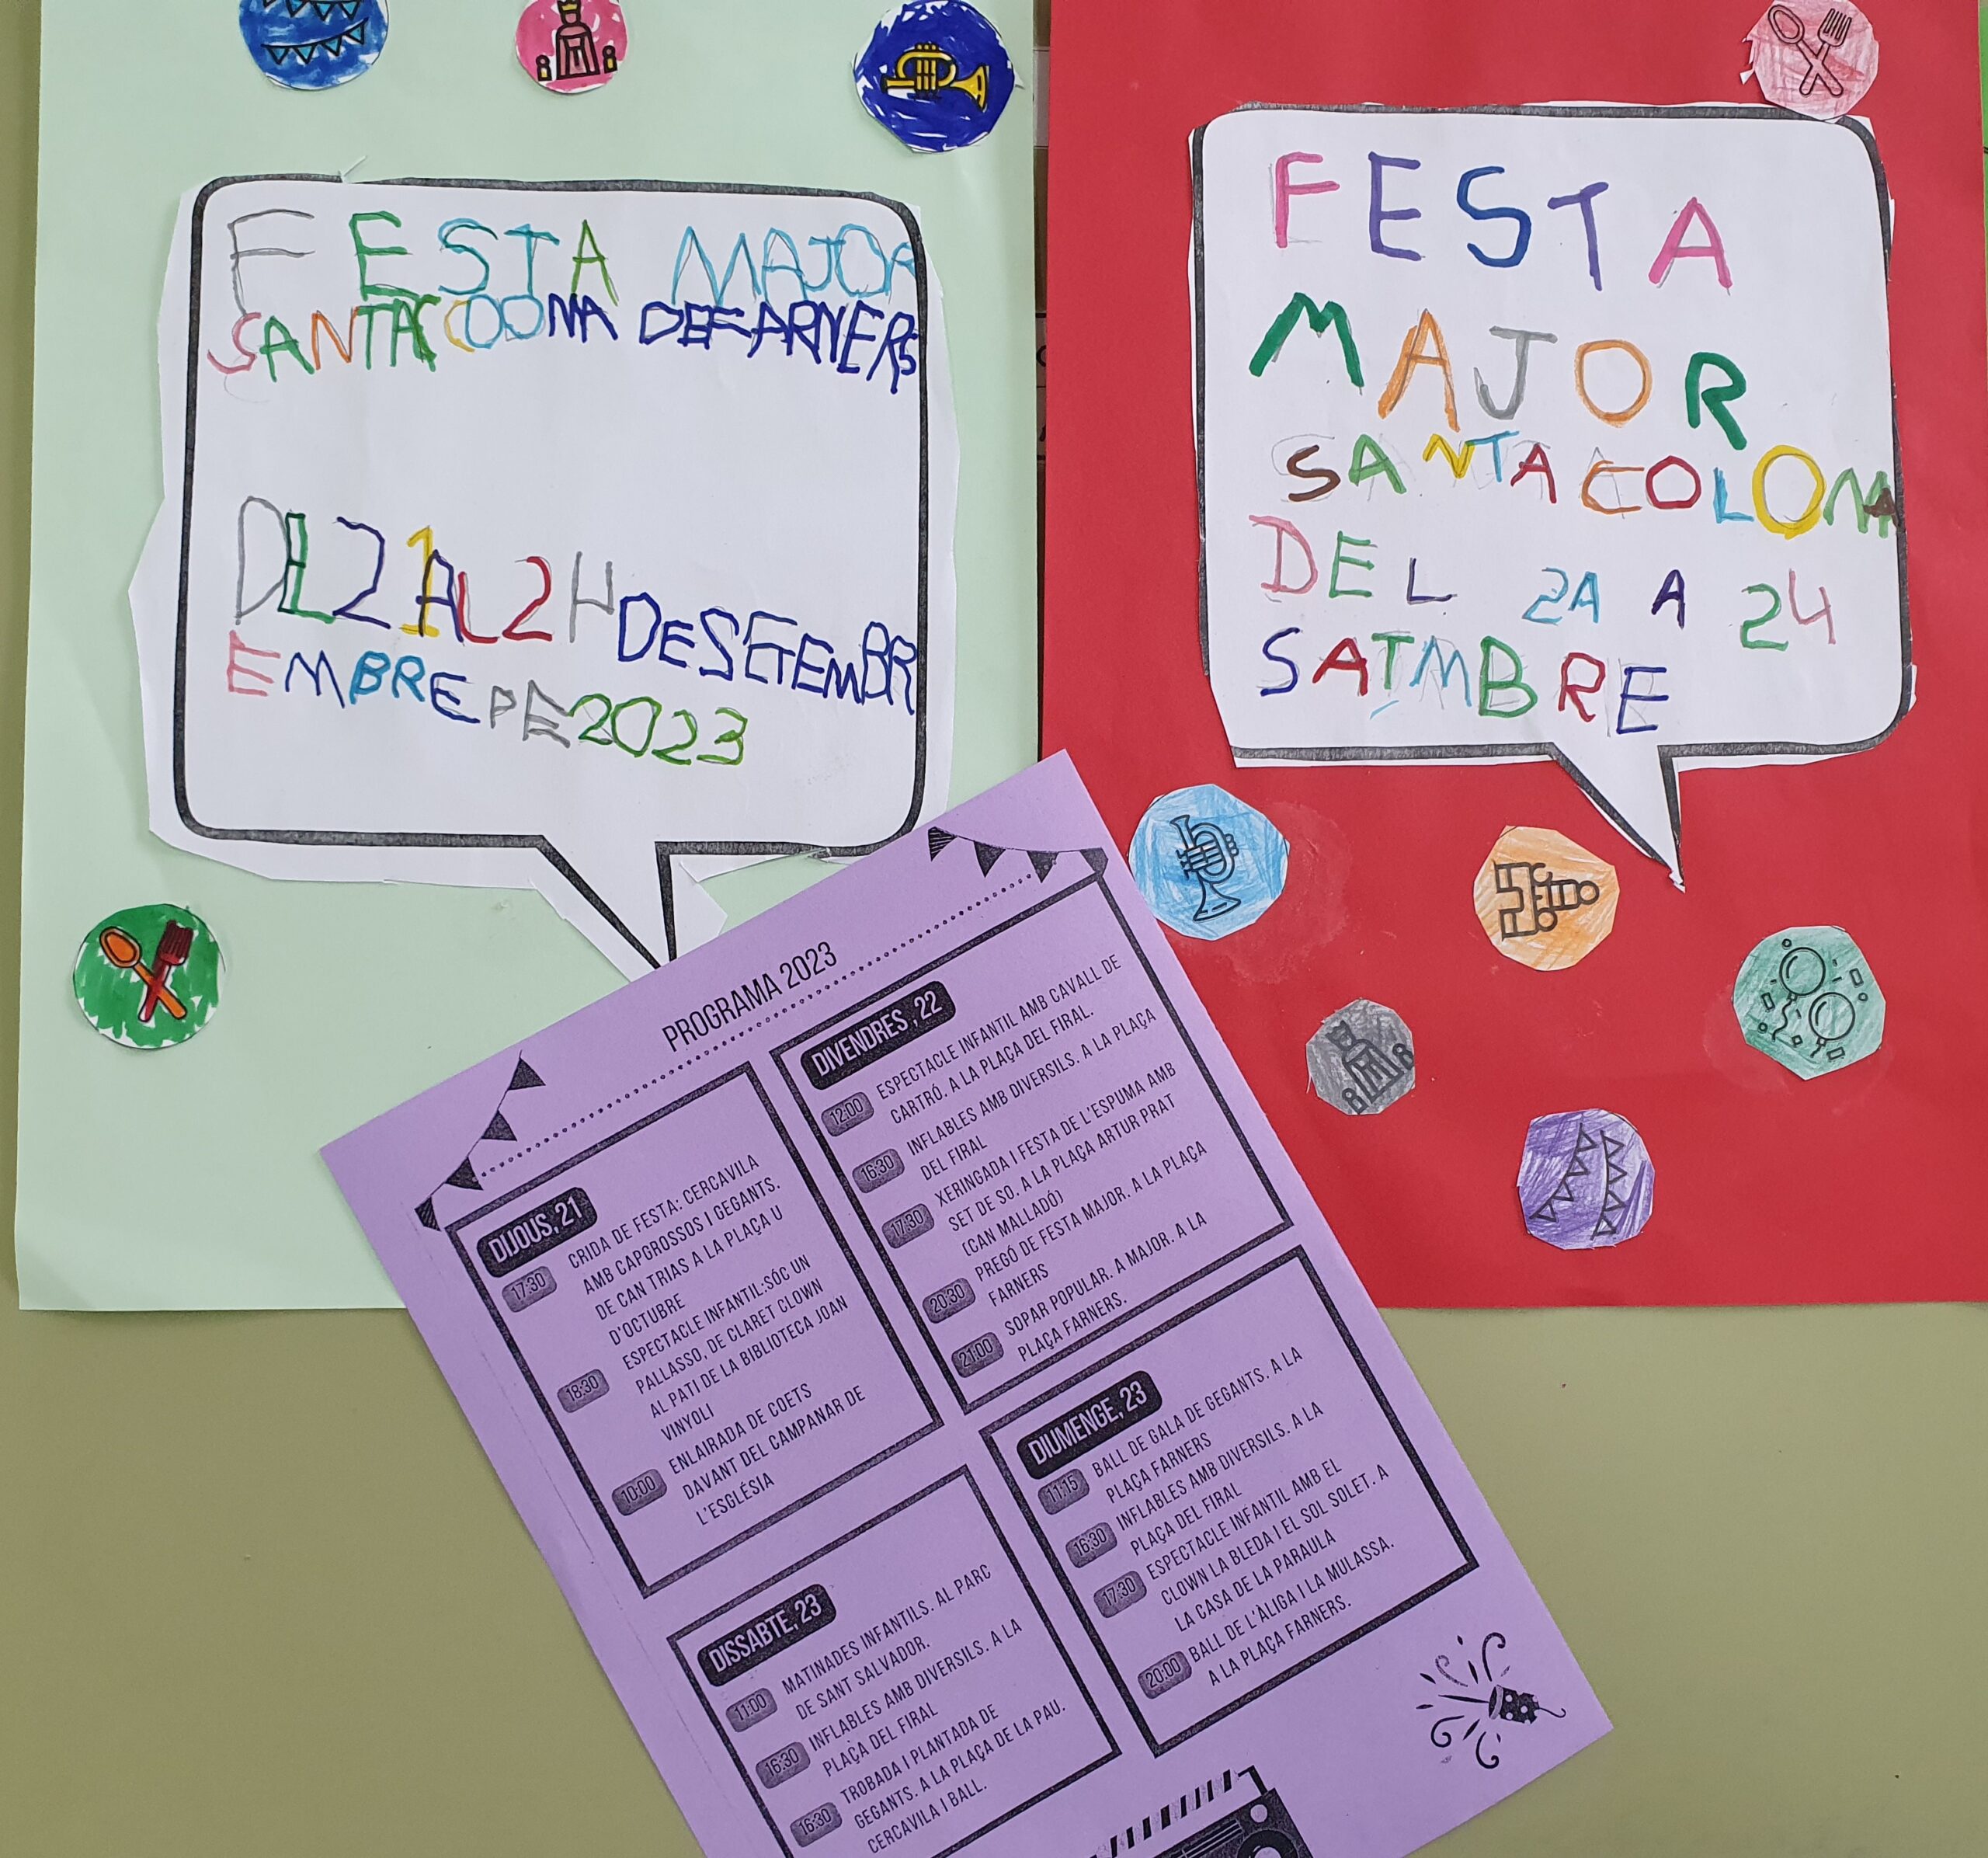 FESTA MAJOR
SANTA COOMA DEFARNERS
DEL 21 AL 24 DESETEMBR
EMBRE DE 2023
FESTA
MAJOR
SANTA COLOMA
DEL 2A A 24
SATMBRE
PROGRAMA 2023
DIJOUS, 21
17:30 CRIDA DE FESTA: CERCAVILA
AMB CAPGROSSOS I GEGANTS.
DE CAN TRIAS A LA PLAÇA U
D'OCTUBRE
18:30 ESPECTACLE INFANTIL:SÓC UN
PALLASSO, DE CLARET CLOWN
AL PATI DE LA BIBLIOTECA JOAN
VINYOLI
10:00 ENLAIRADA DE COETS
DAVANT DEL CAMPANAR DE
L'ESGLÉSIA
DIVENDRES ,22
12:00 ESPECTACLE INFANTIL AMB CAVALL DE
CARTRÓ. A LA PLAÇA DEL FIRAL.
16:30 INFLABLES AMB DIVERSILS. A LA PLAÇA
DEL FIRAL
17:30 XERINGADA I FESTA DE L'ESPUMA AMB
SET DE SO. A LA PLAÇA ARTUR PRAT
(CAN MALLADÓ)
20:30 PREGÓ DE FESTA MAJOR. A LA PLAÇA
FARNERS
21:00 SOPAR POPULAR. A MAJOR. A LA
PLAÇA FARNERS.
DISSABTE, 23
11:00 MATINADES INFANTILS. AL PARC
DE SANT SALVADOR.
16:30 INFLABLES AMB DIVERSILS. A LA
PLAÇA DEL FIRAL
16:30 TROBADA I PLANTADA DE
GEGANTS. A LA PLAÇA DE LA PAU.
CERCAVILA I BALL.
DIUMENGE, 23
11:15 BALL DE GALA DE GEGANTS. A LA
PLAÇA FARNERS
16:30 INFLABLES AMB DIVERSILS. A LA
PLAÇA DEL FIRAL
17:30 ESPECTACLE INFANTIL AMB EL
CLOWN LA BLEDA I EL SOL SOLET. A
LA CASA DE LA PARAULA
20:00 BALL DE L'ÀLIGA I LA MULASSA.
A LA PLAÇA FARNERS.